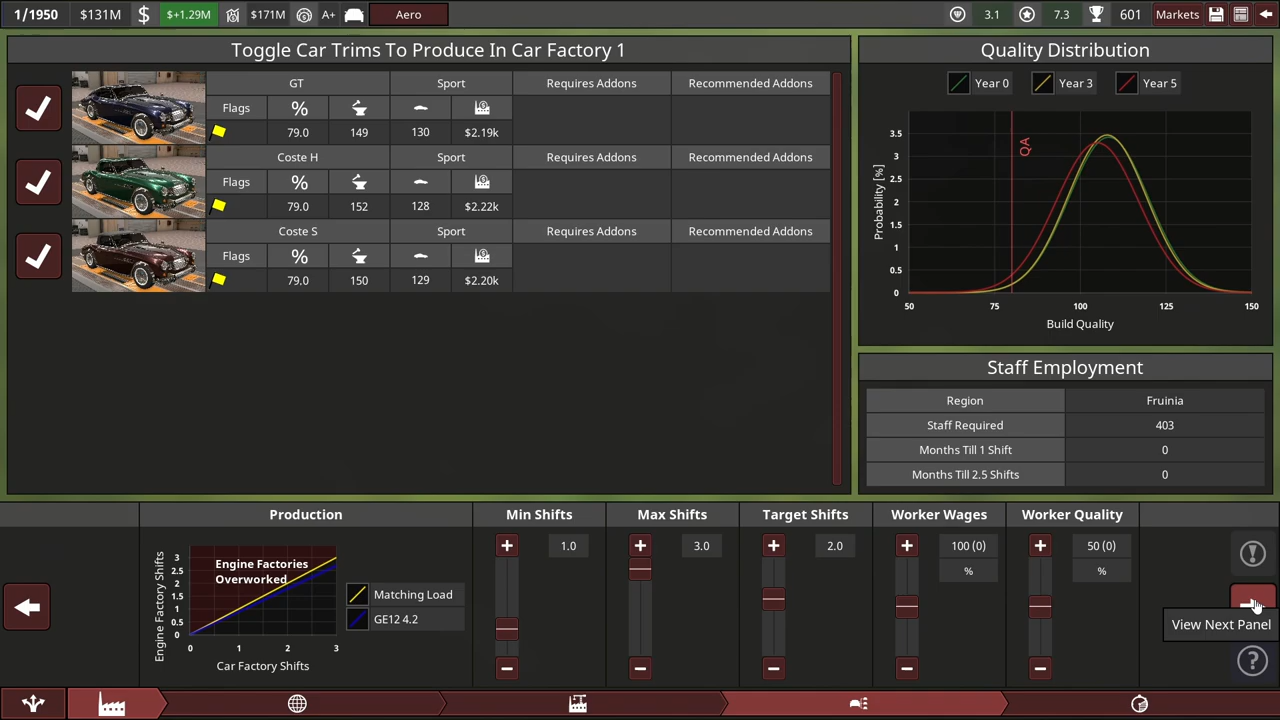 1/1950 $131M $ $+1.29M $171M A+ Aero 3.1 7.3 601 Markets
Toggle Car Trims To Produce In Car Factory 1
GT Sport Requires Addons Recommended Addons
Flags %
79.0 149 130 $2.19k
Coste H Sport Requires Addons Recommended Addons
Flags %
79.0 152 128 $2.22k
Coste S Sport Requires Addons Recommended Addons
Flags %
79.0 150 129 $2.20k
Quality Distribution
Year 0 Year 3 Year 5
QA
Probability [%]
3.5
3
2.5
2
1.5
1
0.5
0
50 75 100 125 150
Build Quality
Staff Employment
Region Fruinia
Staff Required 403
Months Till 1 Shift 0
Months Till 2.5 Shifts 0
Production
Engine Factory Shifts
3
2.5
2
1.5
1
0.5
0
Engine Factories
Overworked
0 1 2 3
Car Factory Shifts
Matching Load
GE12 4.2
Min Shifts
+ 1.0
-
Max Shifts
+ 3.0
-
Target Shifts
+ 2.0
-
Worker Wages
+ 100 (0)
%
-
Worker Quality
+ 50 (0)
%
-
!
View Next Panel
?